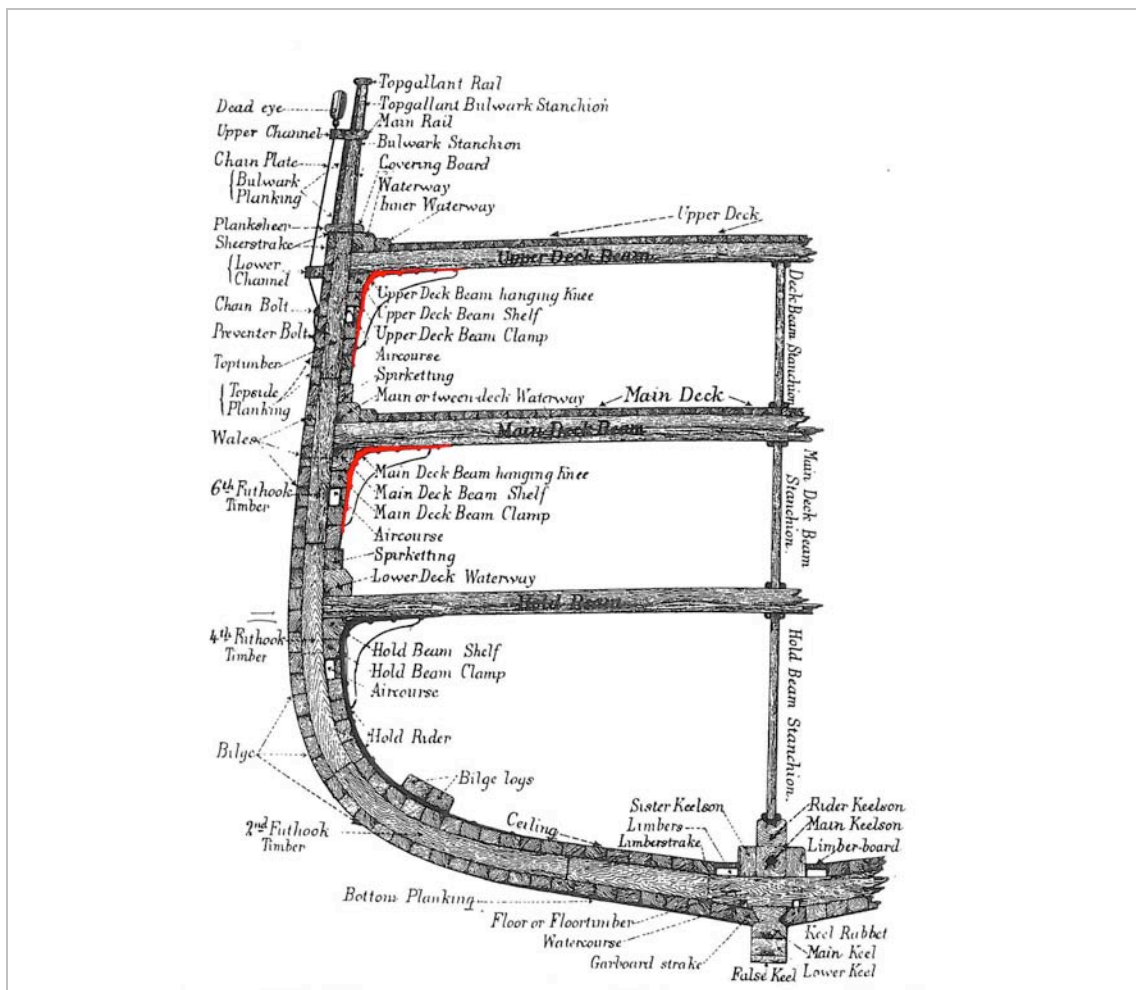 Topgallant Rail
Dead eye
Topgallant Bulwark Stanchion
Main Rail
Upper Channel
Bulwark Stanchion
Chain Plate
Covering Board
Bulwark
Planking
Waterway
Inner Waterway
Upper Deck
Planksheer
Sheerstrake
Upper Deck Beam
Lower
Channel
Upper Deck Beam hanging Knee
Upper Deck Beam Shelf
Upper Deck Beam Clamp
Chain Bolt
Preventer Bolt
Deck Beam Stanchion
Aircourse
Toptimber
Spirketting
Main or tween-deck Waterway
Main Deck
Topside
Planking
Main Deck Beam
Wales
Main Deck Beam hanging Knee
Main Deck Beam Shelf
Main Deck Beam Clamp
6th Futhook
Timber
Main Deck Beam
Stanchion.
Aircourse
Spirketting
Lower Deck Waterway
Hold Beam
4th Futhook
Timber
Hold Beam Shelf
Hold Beam Clamp
Aircourse
Hold Beam Stanchion.
Hold Rider
Bilge
Bilge logs
2nd Futhook
Timber
Ceiling
Sister Keelson
Limbers
Limberstrake
Rider Keelson
Main Keelson
Limber-board
Bottom Planking
Floor or Floortimber
Watercourse
Garboard strake
Keel Rabbet
Main Keel
Lower Keel
False Keel